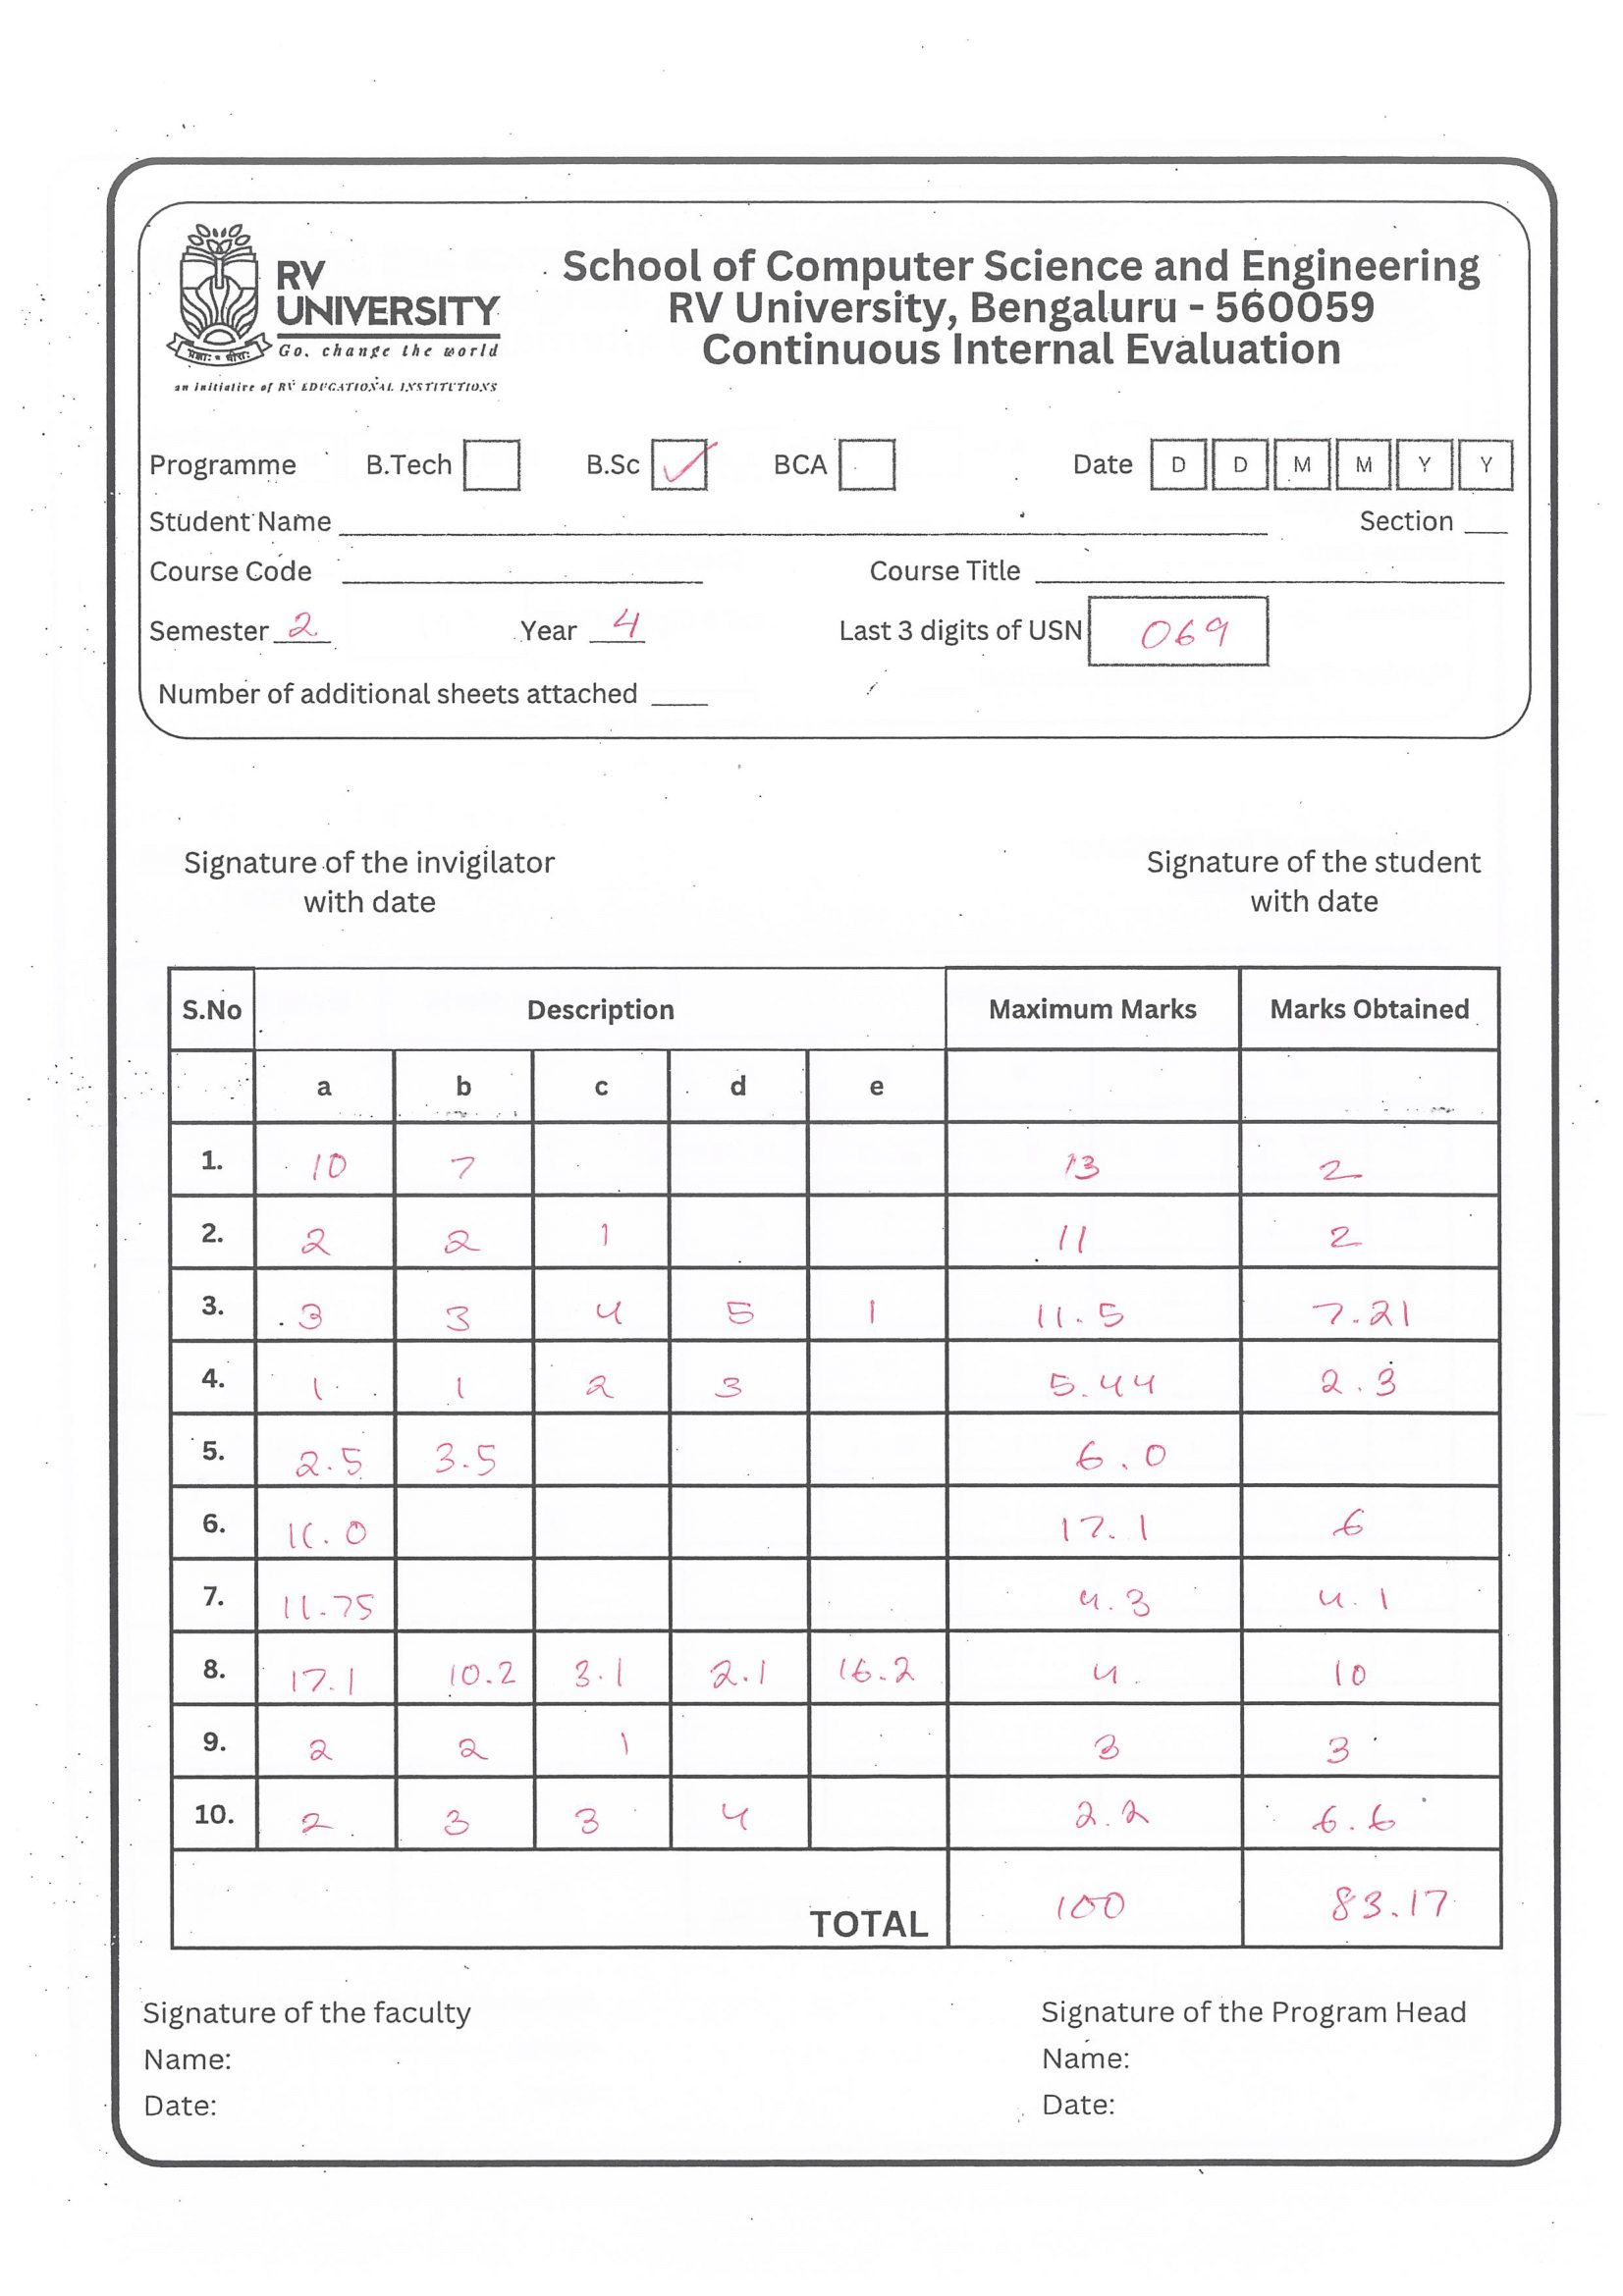 RV
UNIVERSITY
Go, change the world
an initiative of RV EDUCATIONAL INSTITUTIONS
School of Computer Science and Engineering
RV University, Bengaluru - 560059
Continuous Internal Evaluation
Programme B.Tech B.Sc ✓ BCA Date D D M M Y Y
Student Name Section
Course Code Course Title
Semester 2 Year 4 Last 3 digits of USN 069
Number of additional sheets attached
Signature of the invigilator
with date
Signature of the student
with date
S.No Description Maximum Marks Marks Obtained
a b c d e
1. 10 7 13 2
2. 2 2 1 11 2
3. 3 3 4 5 1 11.5 7.21
4. 1 1 2 3 5.44 2.3
5. 2.5 3.5 6.0
6. 11.0 17.1 6
7. 11.75 4.3 4.1
8. 17.1 10.2 3.1 2.1 16.2 4 10
9. 2 2 1 3 3
10. 2 3 3 4 2.2 6.6
TOTAL 100 83.17
Signature of the faculty
Name:
Date:
Signature of the Program Head
Name:
Date: